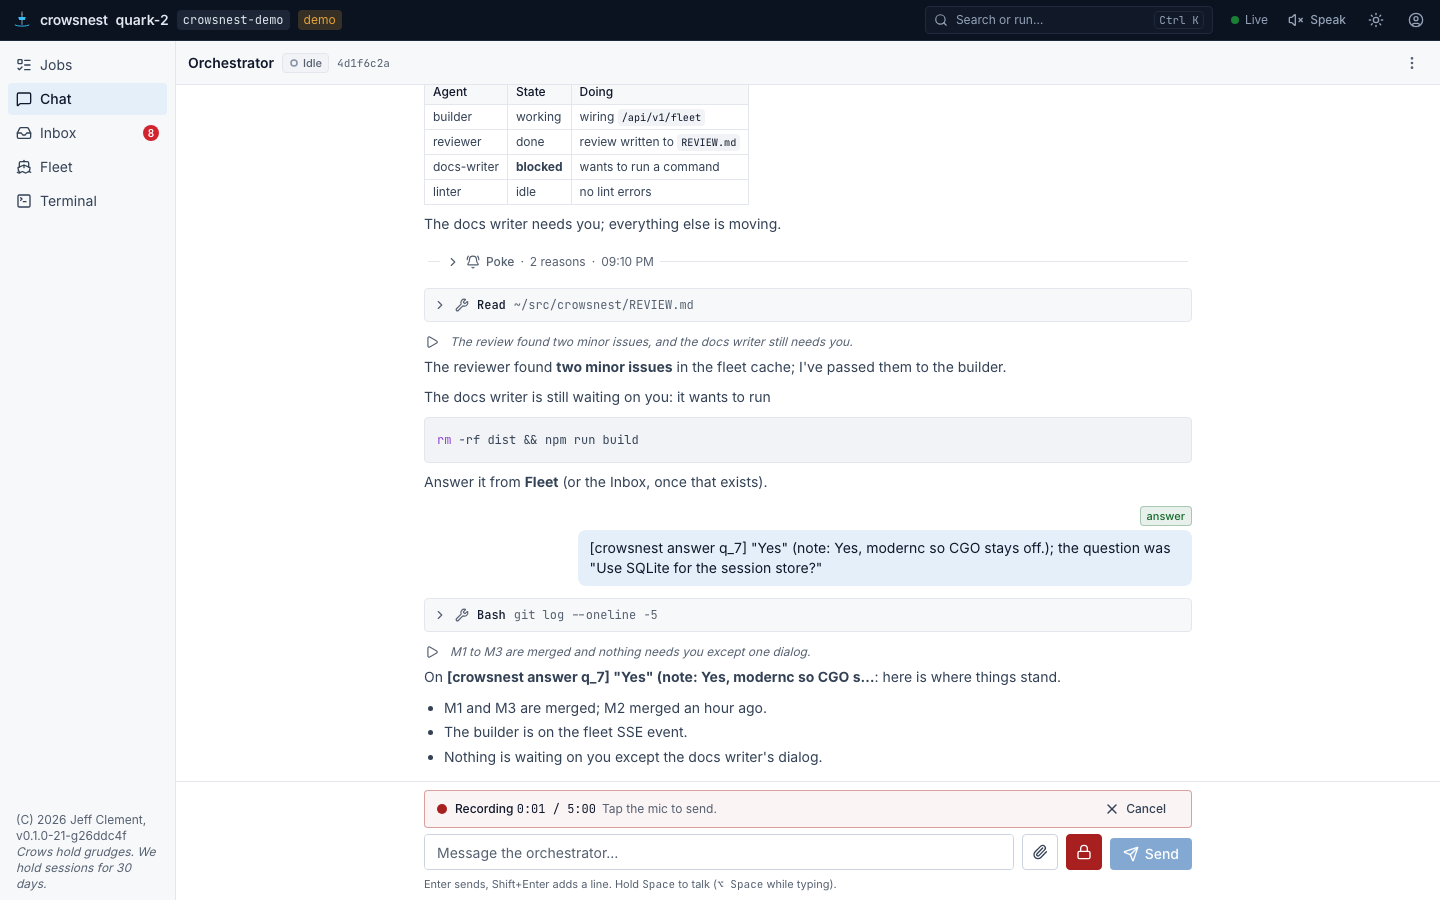 crowsnest quark-2 crowsnest-demo demo
Search or run... Ctrl K
Live Speak
Jobs
Chat
Inbox 8
Fleet
Terminal
(C) 2026 Jeff Clement,
v0.1.0-21-g26ddc4f
Crows hold grudges. We
hold sessions for 30
days.
Orchestrator Idle 4d1f6c2a
Agent State Doing
builder working wiring /api/v1/fleet
reviewer done review written to REVIEW.md
docs-writer blocked wants to run a command
linter idle no lint errors
The docs writer needs you; everything else is moving.
Poke · 2 reasons · 09:10 PM
Read ~/src/crowsnest/REVIEW.md
The review found two minor issues, and the docs writer still needs you.
The reviewer found two minor issues in the fleet cache; I've passed them to the builder.
The docs writer is still waiting on you: it wants to run
rm -rf dist && npm run build
Answer it from Fleet (or the Inbox, once that exists).
answer
[crowsnest answer q_7] "Yes" (note: Yes, modernc so CGO stays off.); the question was
"Use SQLite for the session store?"
Bash git log --oneline -5
M1 to M3 are merged and nothing needs you except one dialog.
On [crowsnest answer q_7] "Yes" (note: Yes, modernc so CGO s...: here is where things stand.
• M1 and M3 are merged; M2 merged an hour ago.
• The builder is on the fleet SSE event.
• Nothing is waiting on you except the docs writer's dialog.
Recording 0:01 / 5:00 Tap the mic to send. Cancel
Message the orchestrator... Send
Enter sends, Shift+Enter adds a line. Hold Space to talk (⌥ Space while typing).